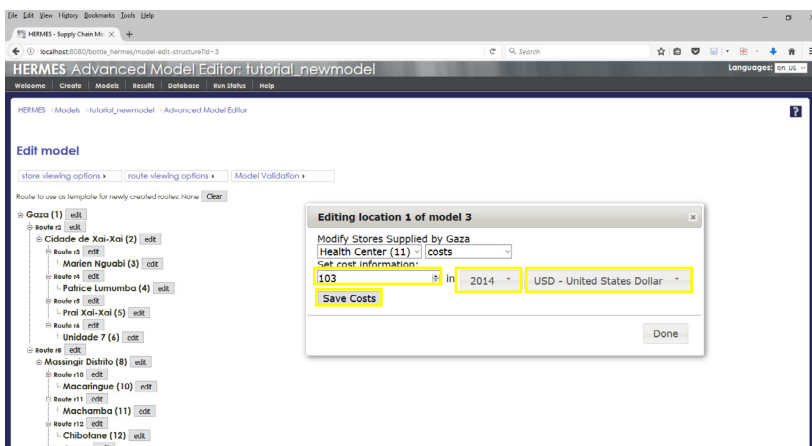 File Edit View History Bookmarks Tools Help
HERMES - Supply Chain Mo
localhost:8080/bottle_hermes/model-edit-structure?id=3
Search
HERMES Advanced Model Editor: tutorial_newmodel
Languages: en_US
Welcome Create Models Results Database Run Status Help
HERMES >Models >tutorial_newmodel >Advanced Model Editor
?
Edit model
store viewing options
route viewing options
Model Validation
Route to use as template for newly created routes: None Clear
Gaza (1) edit
Route r2 edit
Cidade de Xai-Xai (2) edit
Route r3 edit
Marien Nguabi (3) edit
Route r4 edit
Patrice Lumumba (4) edit
Route r5 edit
Prai Xai-Xai (5) edit
Route r6 edit
Unidade 7 (6) edit
Route r8 edit
Massingir Distrito (8) edit
Route r10 edit
Macaringue (10) edit
Route r11 edit
Machamba (11) edit
Route r12 edit
Chibotane (12) edit
Editing location 1 of model 3
Modify Stores Supplied by Gaza
Health Center (11) costs
Set cost information:
103 in 2014 USD - United States Dollar
Save Costs
Done